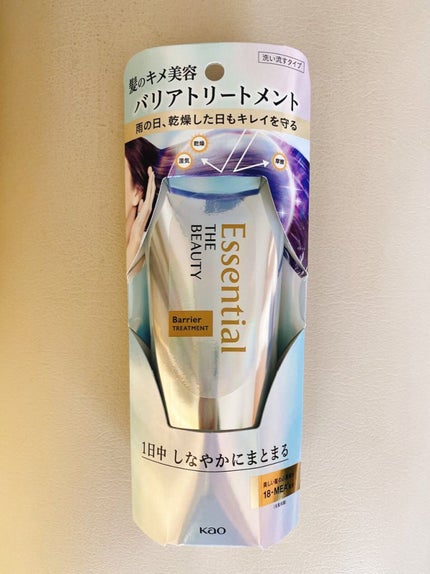 洗い流すタイプ
髪のキメ美容
バリアトリートメント
雨の日、乾燥した日もキレイを守る
乾燥
湿気
摩擦
Essential
THE
BEAUTY
Barrier
TREATMENT
1日中 しなやかにまとまる
18-MEA
Kao